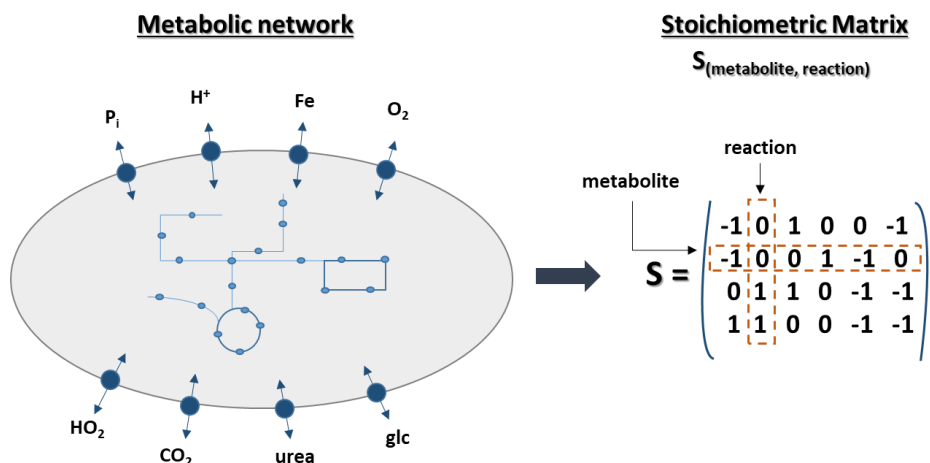 Metabolic network
Stoichiometric Matrix
S(metabolite, reaction)
Pi
H+
Fe
O2
HO2
CO2
urea
glc
reaction
metabolite
S =
-1 0 1 0 0 -1
-1 0 0 1 -1 0
0 1 1 0 -1 -1
1 1 0 0 -1 -1